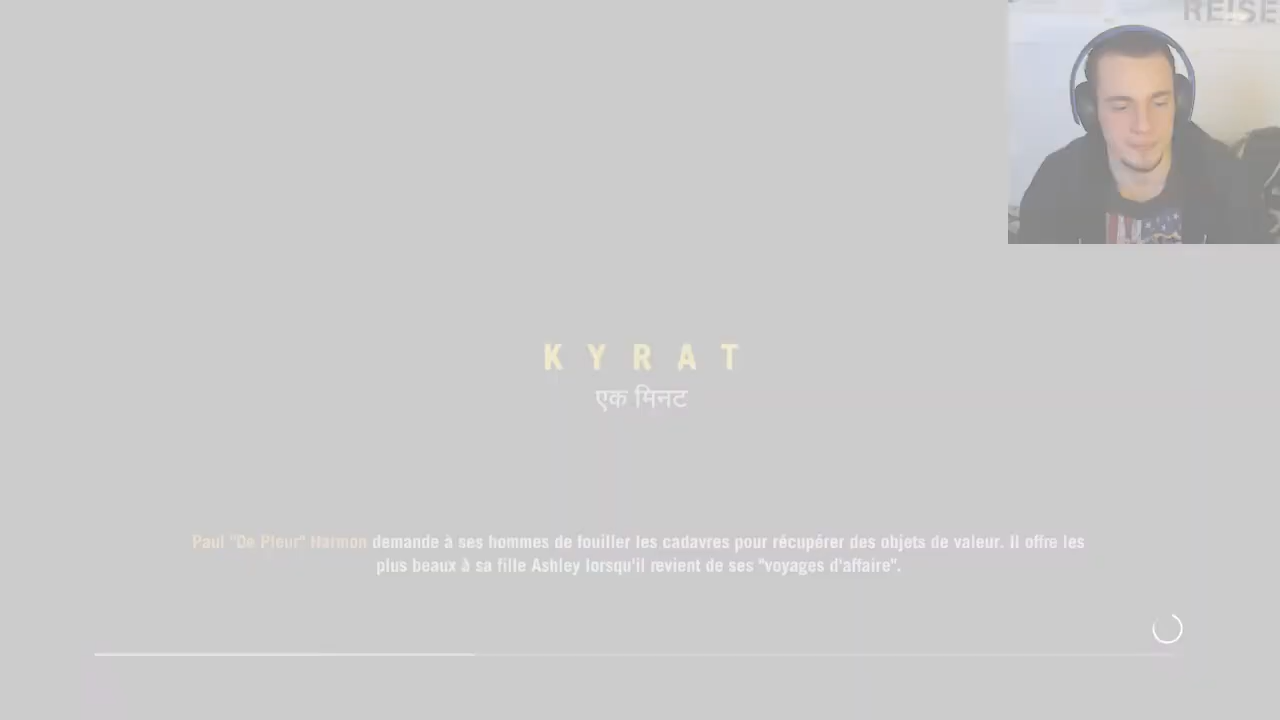 REISE
K Y R A T
एक मिनट
Paul "De Pleur" Harmon demande à ses hommes de fouiller les cadavres pour récupérer des objets de valeur. Il offre les
plus beaux à sa fille Ashley lorsqu'il revient de ses "voyages d'affaire".